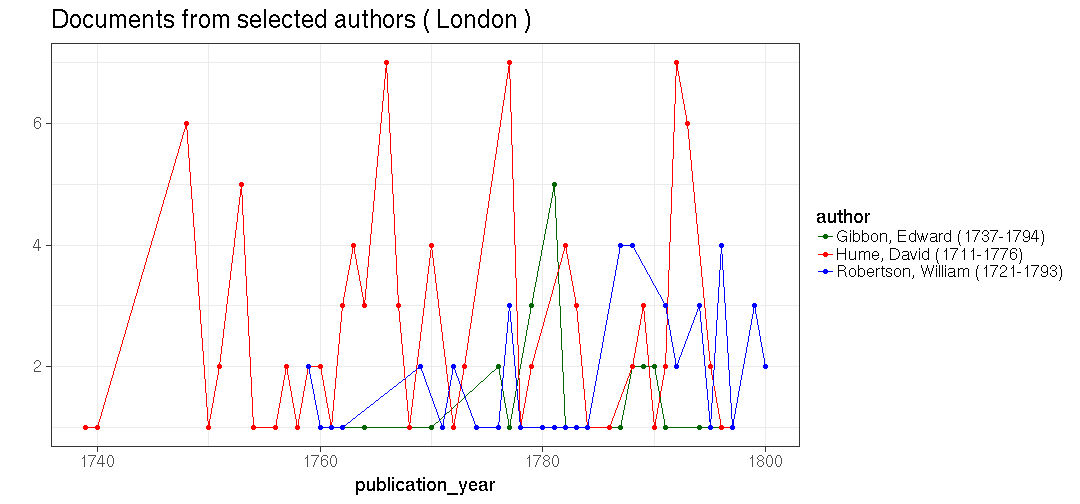 Documents from selected authors ( London )
6
4
2
1740 1760 1780 1800
publication_year
author
Gibbon, Edward (1737-1794)
Hume, David (1711-1776)
Robertson, William (1721-1793)